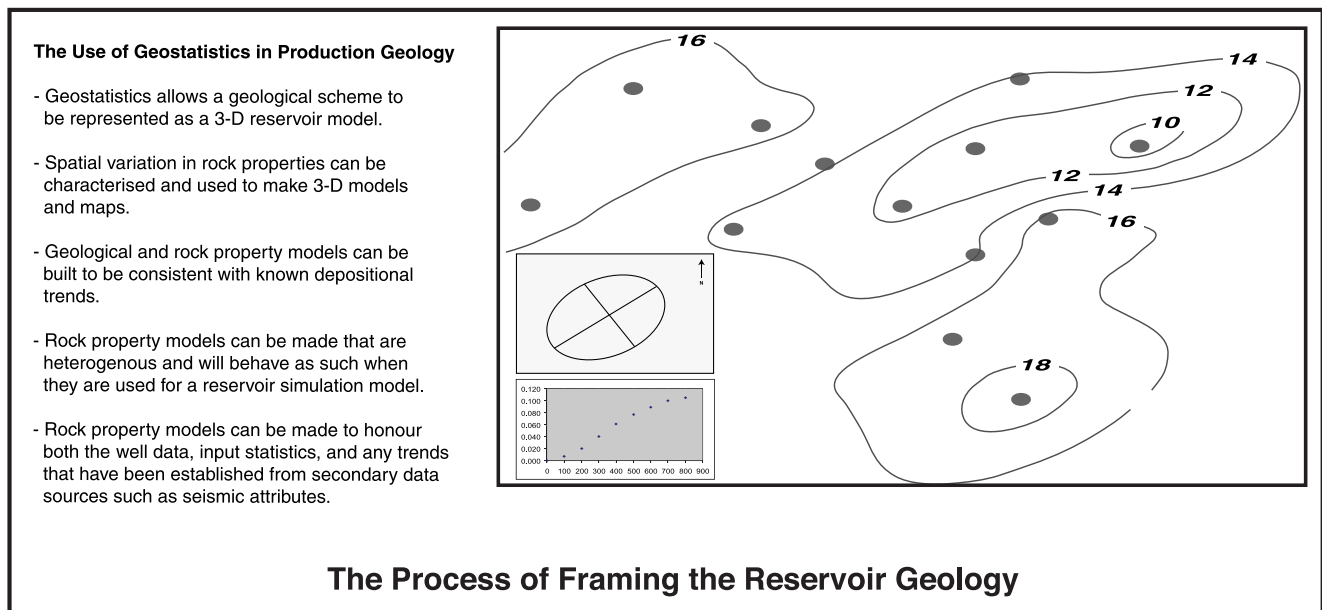 The Use of Geostatistics in Production Geology
- Geostatistics allows a geological scheme to
be represented as a 3-D reservoir model.
- Spatial variation in rock properties can be
characterised and used to make 3-D models
and maps.
- Geological and rock property models can be
built to be consistent with known depositional
trends.
- Rock property models can be made that are
heterogenous and will behave as such when
they are used for a reservoir simulation model.
- Rock property models can be made to honour
both the well data, input statistics, and any trends
that have been established from secondary data
sources such as seismic attributes.
16
14
12
10
12
14
16
18
N
0.120
0.100
0.080
0.060
0.040
0.020
0.000
0 100 200 300 400 500 600 700 800 900
The Process of Framing the Reservoir Geology